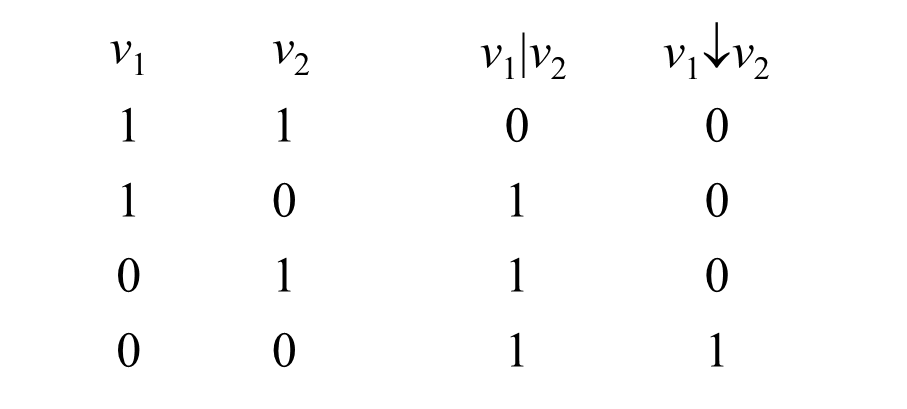 v₁ v₂ v₁|v₂ v₁↓v₂
1 1 0 0
1 0 1 0
0 1 1 0
0 0 1 1